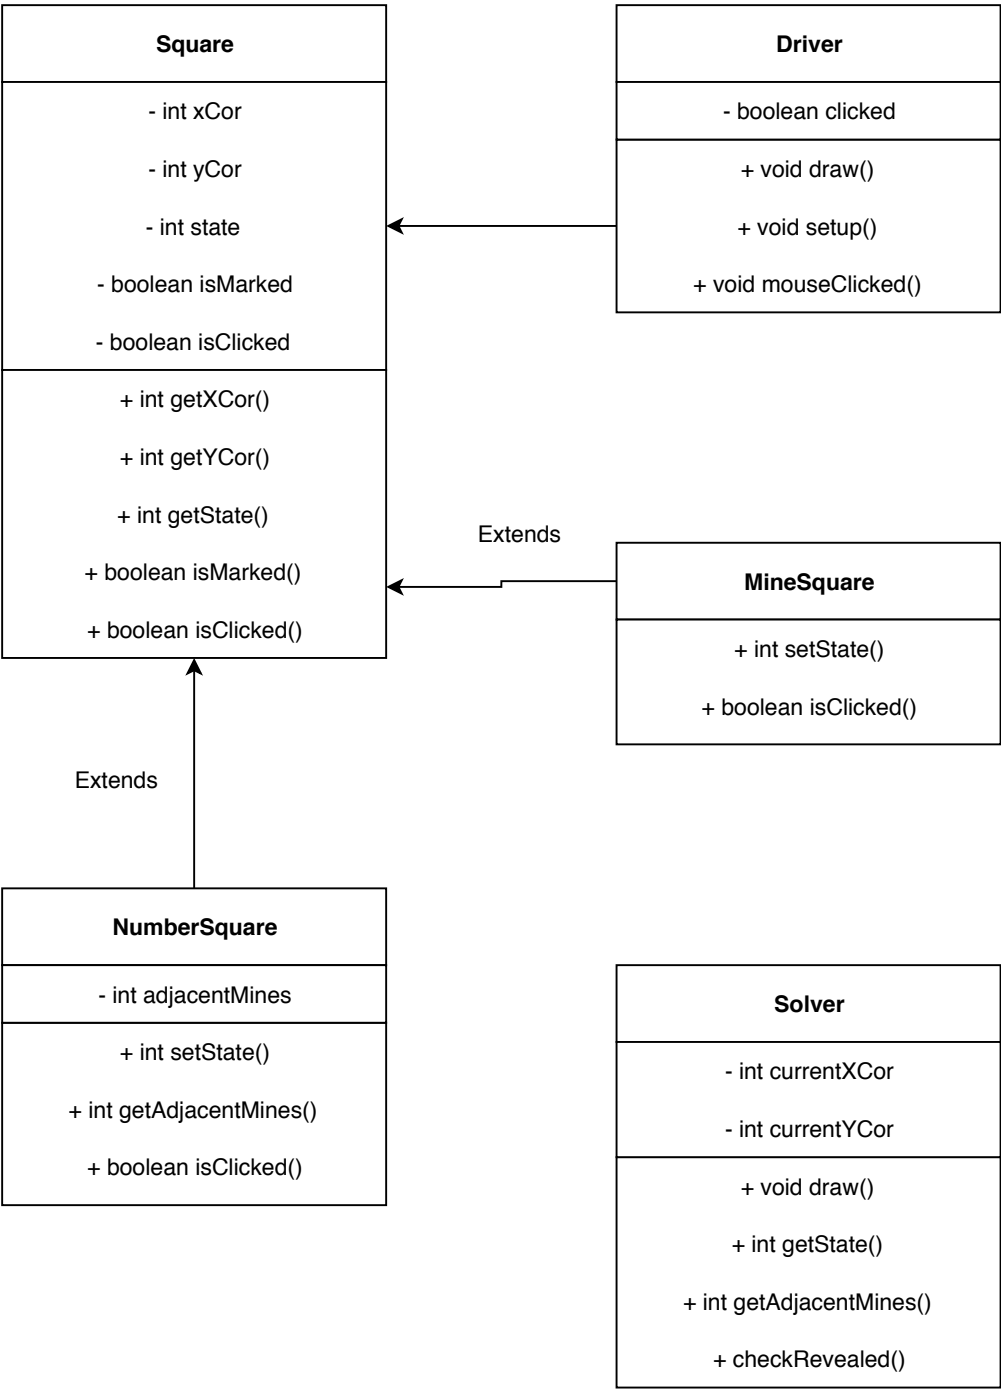 Square
- int xCor
- int yCor
- int state
- boolean isMarked
- boolean isClicked
+ int getXCor()
+ int getYCor()
+ int getState()
+ boolean isMarked()
+ boolean isClicked()
Driver
- boolean clicked
+ void draw()
+ void setup()
+ void mouseClicked()
Extends
MineSquare
+ int setState()
+ boolean isClicked()
Extends
NumberSquare
- int adjacentMines
+ int setState()
+ int getAdjacentMines()
+ boolean isClicked()
Solver
- int currentXCor
- int currentYCor
+ void draw()
+ int getState()
+ int getAdjacentMines()
+ checkRevealed()